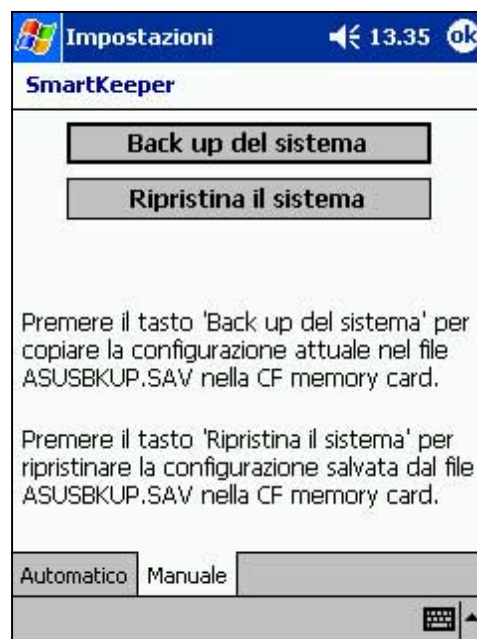 Impostazioni 13.35 ok
SmartKeeper
Back up del sistema
Ripristina il sistema
Premere il tasto 'Back up del sistema' per
copiare la configurazione attuale nel file
ASUSBKUP.SAV nella CF memory card.
Premere il tasto 'Ripristina il sistema' per
ripristinare la configurazione salvata dal file
ASUSBKUP.SAV nella CF memory card.
Automatico Manuale